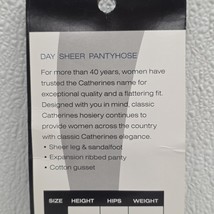 DAY SHEER PANTYHOSE
For more than 40 years, women have
trusted the Catherines name for
exceptional quality and a flattering fit.
Designed with you in mind, classic
Catherines hosiery continues to
provide women across the country
with classic Catherines elegance.
• Sheer leg & sandalfoot
• Expansion ribbed panty
• Cotton gusset
SIZE HEIGHT HIPS WEIGHT